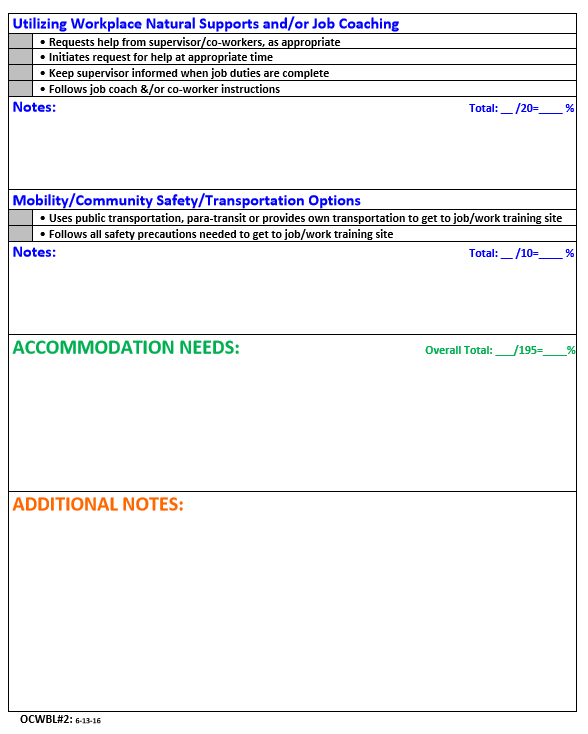 Utilizing Workplace Natural Supports and/or Job Coaching
• Requests help from supervisor/co-workers, as appropriate
• Initiates request for help at appropriate time
• Keep supervisor informed when job duties are complete
• Follows job coach &/or co-worker instructions
Notes: Total: __ /20=____ %
Mobility/Community Safety/Transportation Options
• Uses public transportation, para-transit or provides own transportation to get to job/work training site
• Follows all safety precautions needed to get to job/work training site
Notes: Total: __ /10=____ %
ACCOMMODATION NEEDS: Overall Total: ___/195=____%
ADDITIONAL NOTES:
OCWBL#2: 6-13-16